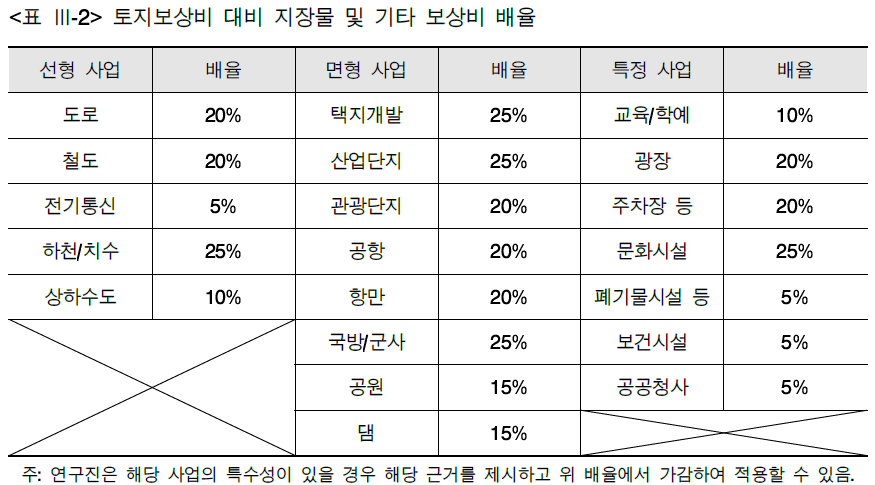 <표 Ⅲ-2> 토지보상비 대비 지장물 및 기타 보상비 배율
선형 사업 배율 면형 사업 배율 특정 사업 배율
도로 20% 택지개발 25% 교육/학예 10%
철도 20% 산업단지 25% 광장 20%
전기통신 5% 관광단지 20% 주차장 등 20%
하천/치수 25% 공항 20% 문화시설 25%
상하수도 10% 항만 20% 폐기물시설 등 5%
국방/군사 25% 보건시설 5%
공원 15% 공공청사 5%
댐 15%
주: 연구진은 해당 사업의 특수성이 있을 경우 해당 근거를 제시하고 위 배율에서 가감하여 적용할 수 있음.